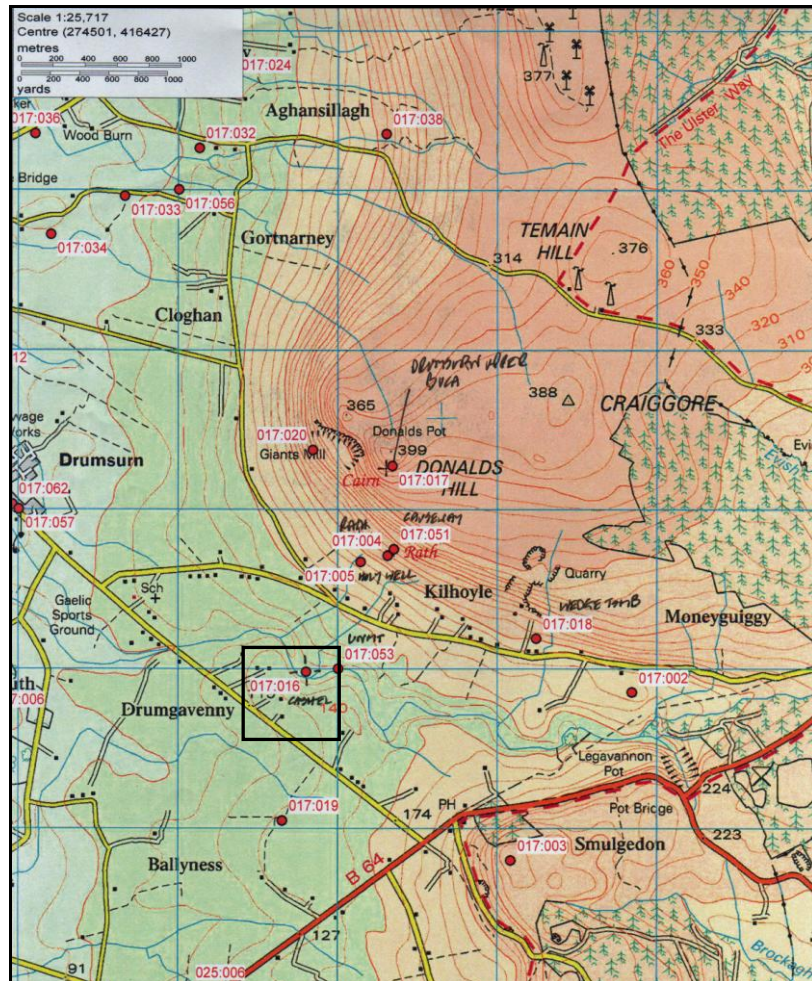 Scale 1:25,717
Centre (274501, 416427)
metres
0 200 400 600 800 1000
0 200 400 600 800 1000
yards
017:024
377
The Ulster Way
Aghansillagh
017:036
Wood Burn
017:032
017:038
Bridge
017:033
017:056
017:034
Gortnarney
TEMAIN
HILL
376
314
360
350
340
320
310
333
Cloghan
365
388
CRAIGGORE
017:020
Giants Mill
Donalds Pot
399
Cairn
DONALDS
HILL
017:017
Drumsurn
017:062
017:057
017:004
017:051
Rath
017:005
HOLY WELL
Kilhoyle
Quarry
WEDGE TOMB
017:018
Moneyguiggy
Sch
Gaelic
Sports
Ground
017:053
017:016
CASHEL
140
017:002
Drumgavenny
Legavannon
Pot
224
Pot Bridge
223
017:019
174
PH
017:003
Smulgedon
Ballyness
B 64
127
91
025:006